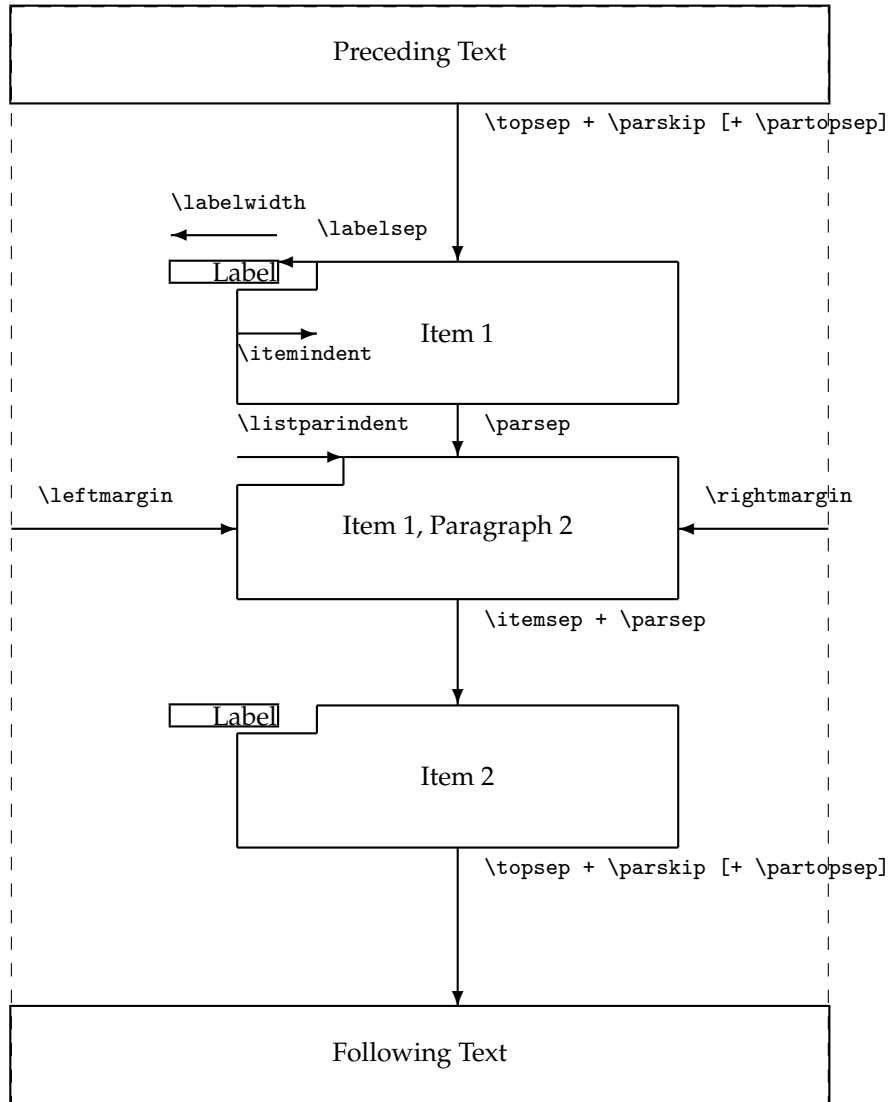 Preceding Text
\topsep + \parskip [+ \partopsep]
\labelwidth
\labelsep
Label
Item 1
\itemindent
\listparindent
\parsep
\leftmargin
\rightmargin
Item 1, Paragraph 2
\itemsep + \parsep
Label
Item 2
\topsep + \parskip [+ \partopsep]
Following Text